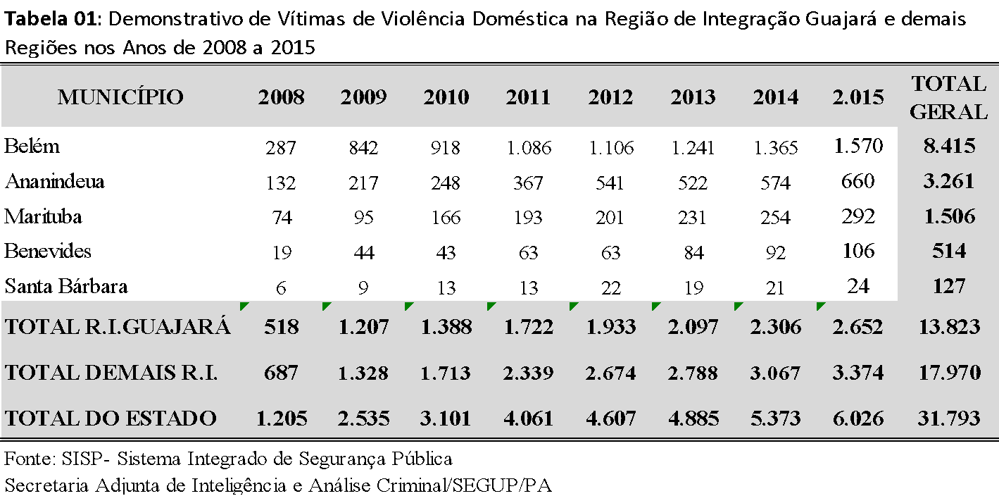 Tabela 01: Demonstrativo de Vítimas de Violência Doméstica na Região de Integração Guajará e demais
Regiões nos Anos de 2008 a 2015
MUNICÍPIO 2008 2009 2010 2011 2012 2013 2014 2.015 TOTAL GERAL
Belém 287 842 918 1.086 1.106 1.241 1.365 1.570 8.415
Ananindeua 132 217 248 367 541 522 574 660 3.261
Marituba 74 95 166 193 201 231 254 292 1.506
Benevides 19 44 43 63 63 84 92 106 514
Santa Bárbara 6 9 13 13 22 19 21 24 127
TOTAL R.I.GUAJARÁ 518 1.207 1.388 1.722 1.933 2.097 2.306 2.652 13.823
TOTAL DEMAIS R.I. 687 1.328 1.713 2.339 2.674 2.788 3.067 3.374 17.970
TOTAL DO ESTADO 1.205 2.535 3.101 4.061 4.607 4.885 5.373 6.026 31.793
Fonte: SISP- Sistema Integrado de Segurança Pública
Secretaria Adjunta de Inteligência e Análise Criminal/SEGUP/PA